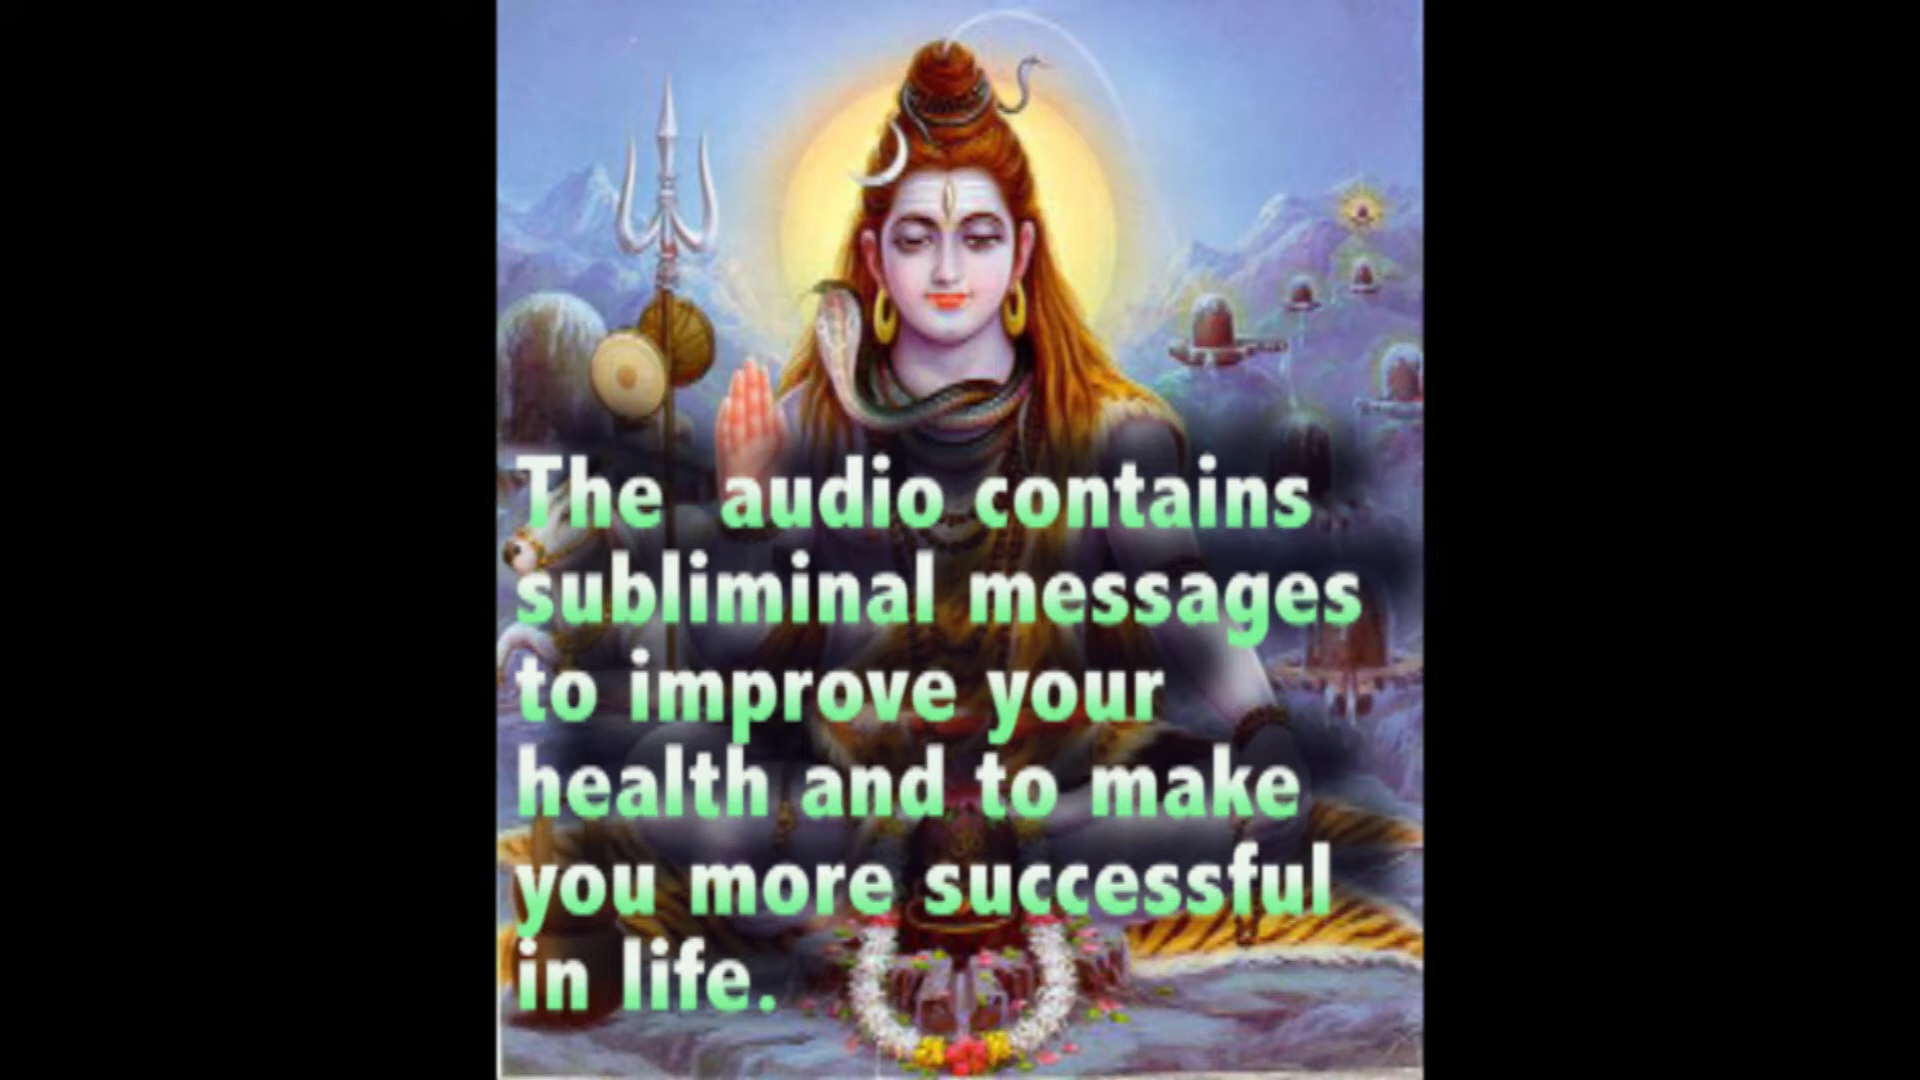 The audio contains
subliminal messages
to improve your
health and to make
you more successful
in life.